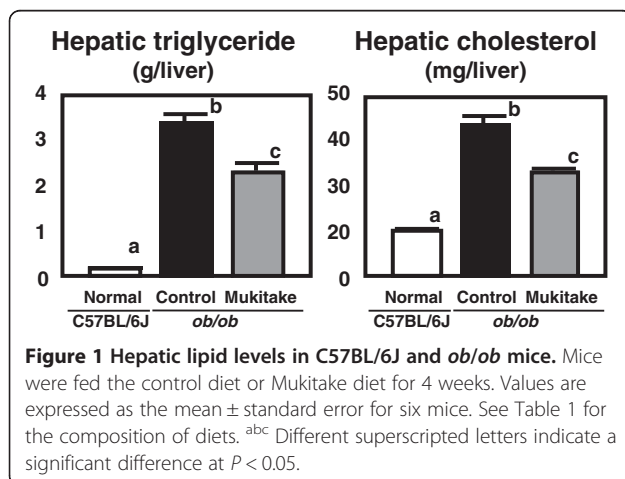 Hepatic triglyceride
(g/liver)
4
3
2
1
0
a
b
c
Normal Control Mukitake
C57BL/6J ob/ob
Hepatic cholesterol
(mg/liver)
50
40
30
20
0
a
b
c
Normal Control Mukitake
C57BL/6J ob/ob
Figure 1 Hepatic lipid levels in C57BL/6J and ob/ob mice. Mice
were fed the control diet or Mukitake diet for 4 weeks. Values are
expressed as the mean ± standard error for six mice. See Table 1 for
the composition of diets. abc Different superscripted letters indicate a
significant difference at P < 0.05.